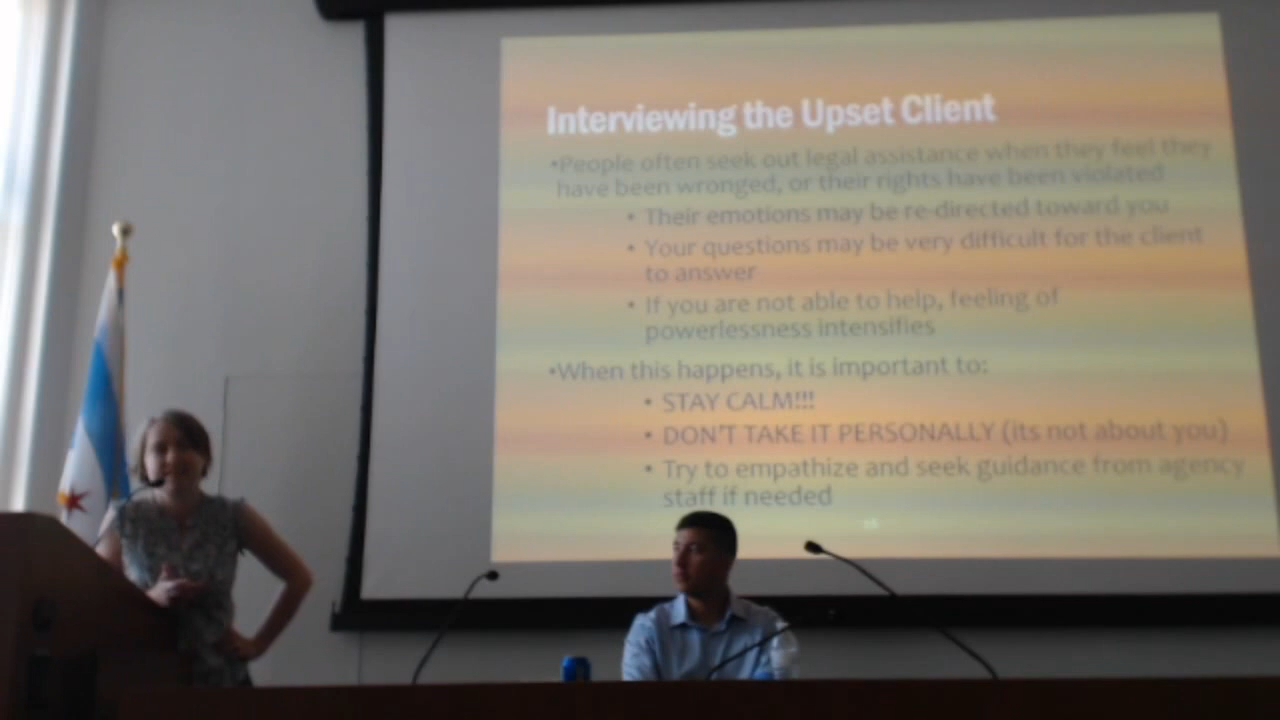 Interviewing the Upset Client
•People often seek out legal assistance when they feel they
have been wronged, or their rights have been violated
• Their emotions may be re-directed toward you
• Your questions may be very difficult for the client
to answer
• If you are not able to help, feeling of
powerlessness intensifies
•When this happens, it is important to:
• STAY CALM!!!
• DON'T TAKE IT PERSONALLY (its not about you)
• Try to empathize and seek guidance from agency
staff if needed